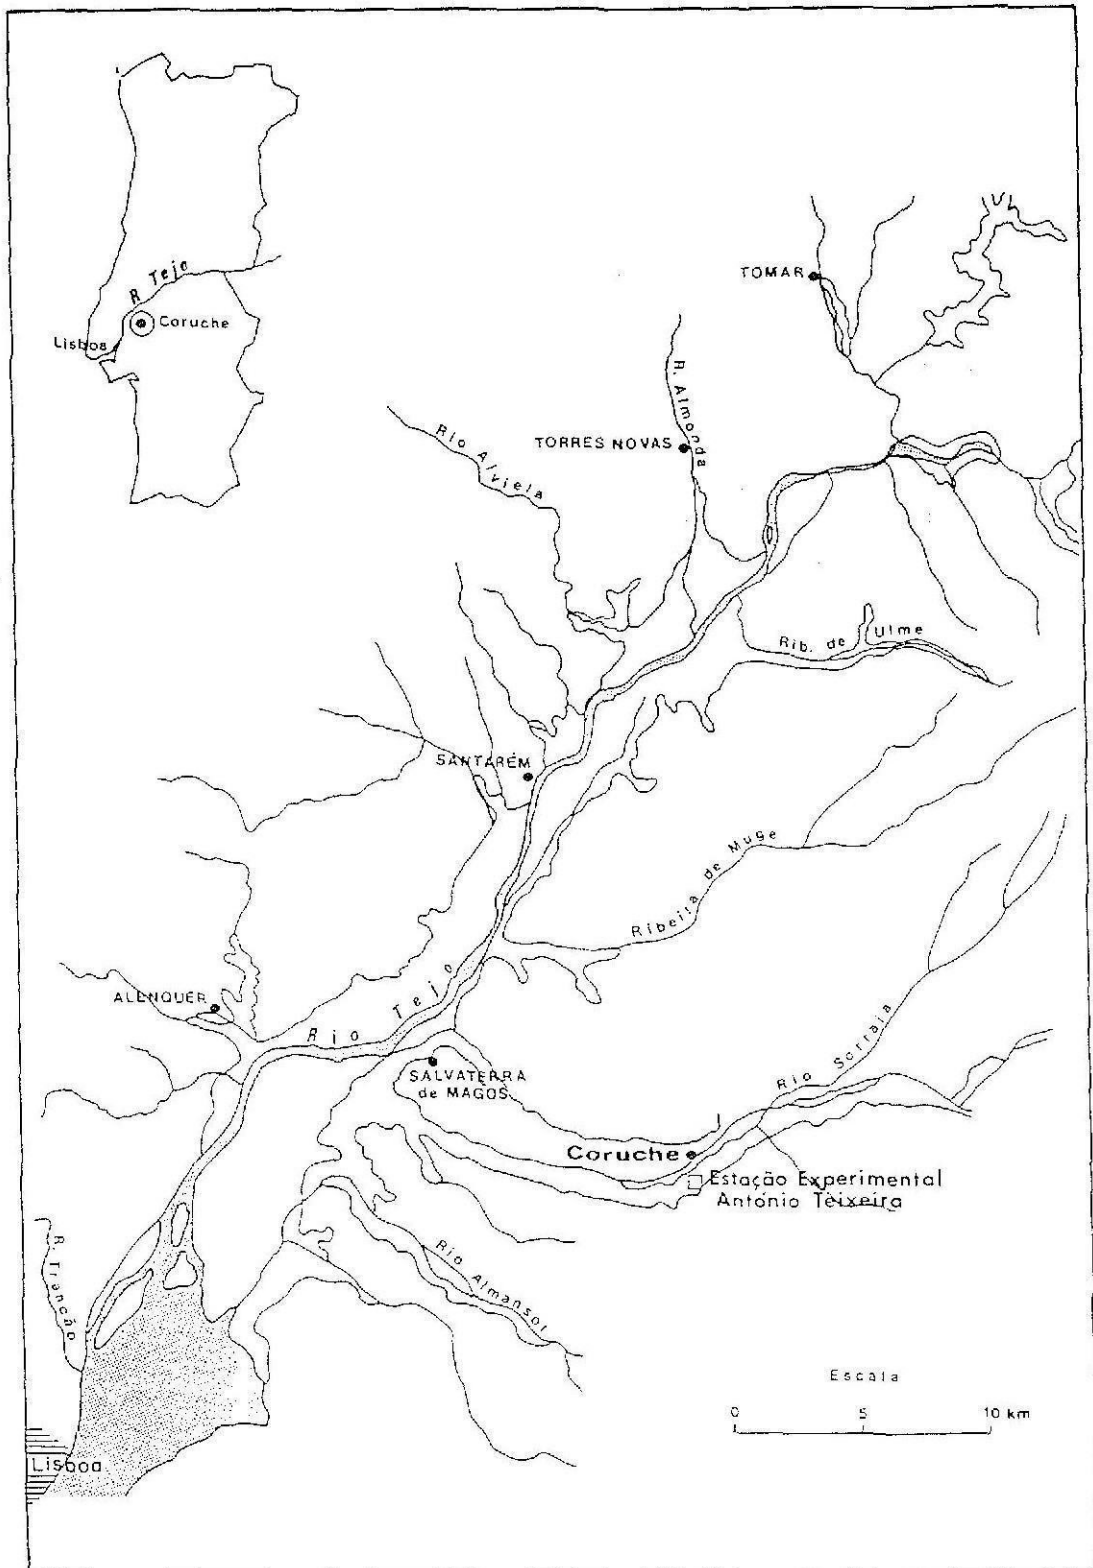 R Tejo
Coruche
Lisboa
TOMAR
R. Almonda
TORRES NOVAS
Rio Alviela
Rib. de Ulme
SANTARÉM
Ribeira de Muge
ALENQUER
Rio Tejo
SALVATERRA
de MAGOS
Rio Sorraia
Coruche
Estação Experimental
António Teixeira
R. Trancão
Rio Almansor
Escala
0 5 10 km
Lisboa